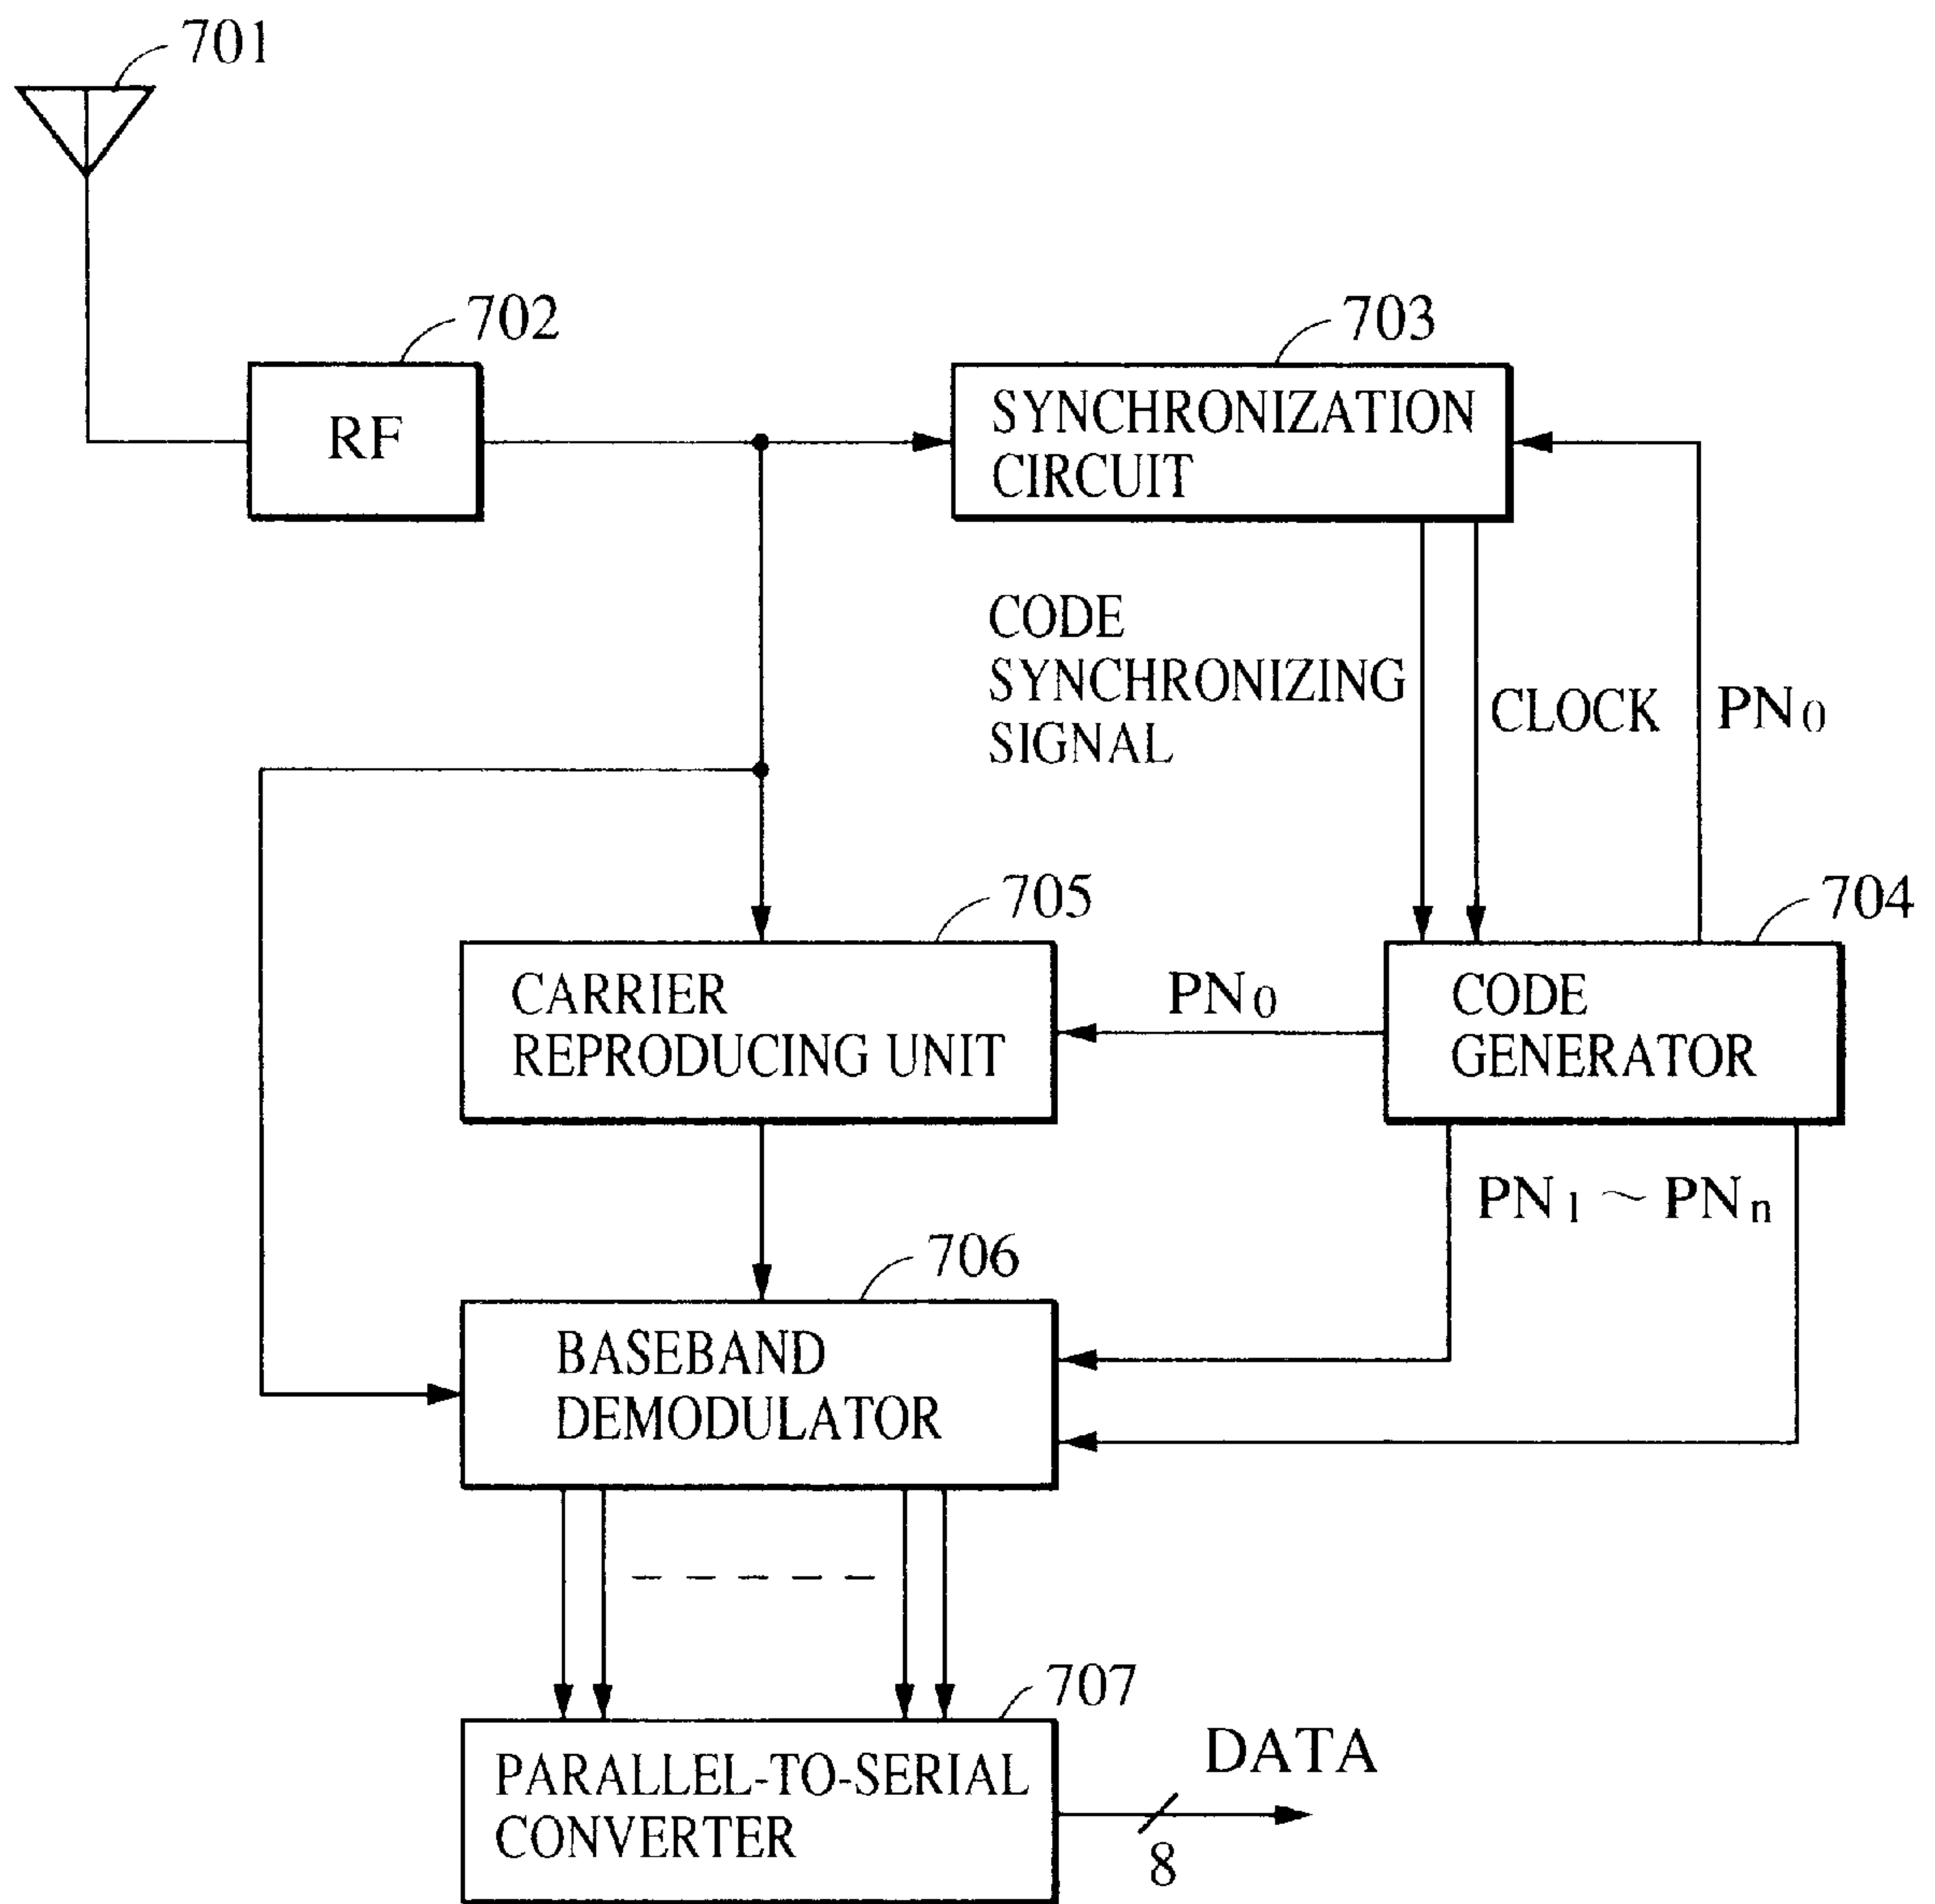 701
702
703
RF
SYNCHRONIZATION
CIRCUIT
CODE
SYNCHRONIZING
SIGNAL
CLOCK
PN0
705
704
CARRIER
REPRODUCING UNIT
PN0
CODE
GENERATOR
PN1 ~ PNn
706
BASEBAND
DEMODULATOR
707
PARALLEL-TO-SERIAL
CONVERTER
DATA
8